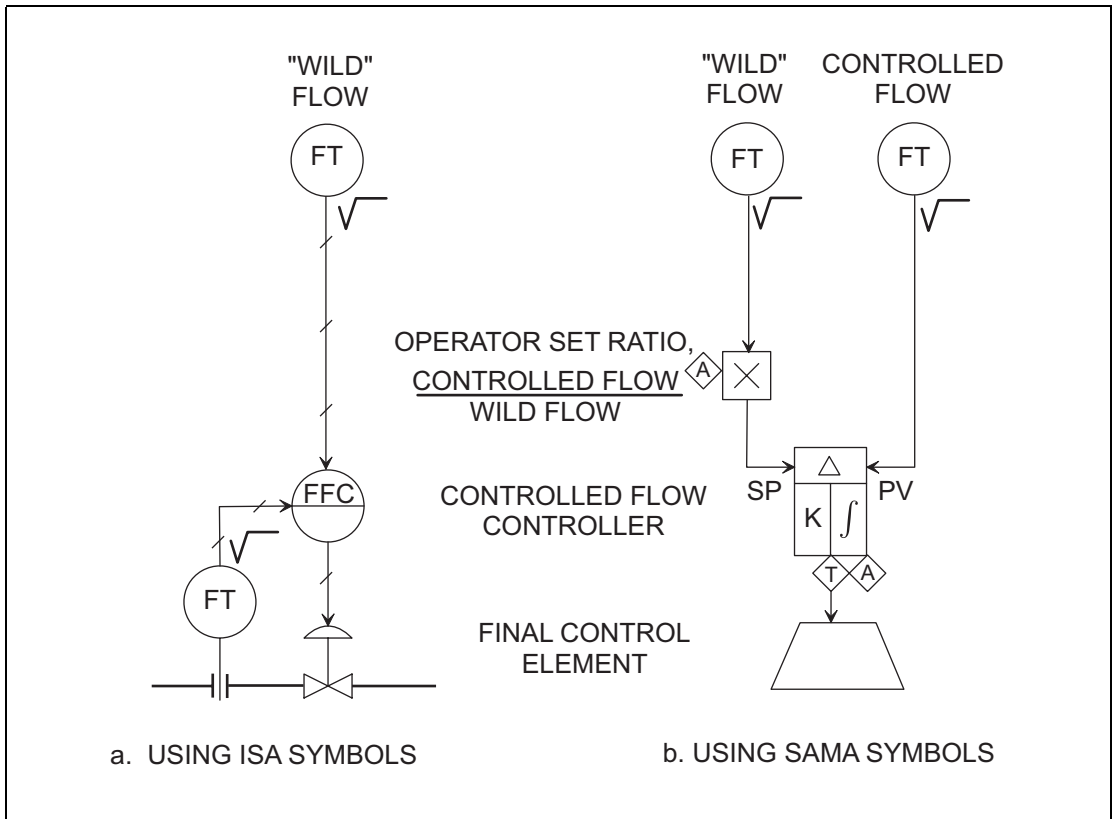 "WILD"
FLOW
FT
√
FFC
√
FT
a. USING ISA SYMBOLS
"WILD"
FLOW
CONTROLLED
FLOW
FT
FT
√
√
OPERATOR SET RATIO,
CONTROLLED FLOW
WILD FLOW
A
×
△
SP
PV
K
∫
CONTROLLED FLOW
CONTROLLER
T
A
FINAL CONTROL
ELEMENT
b. USING SAMA SYMBOLS